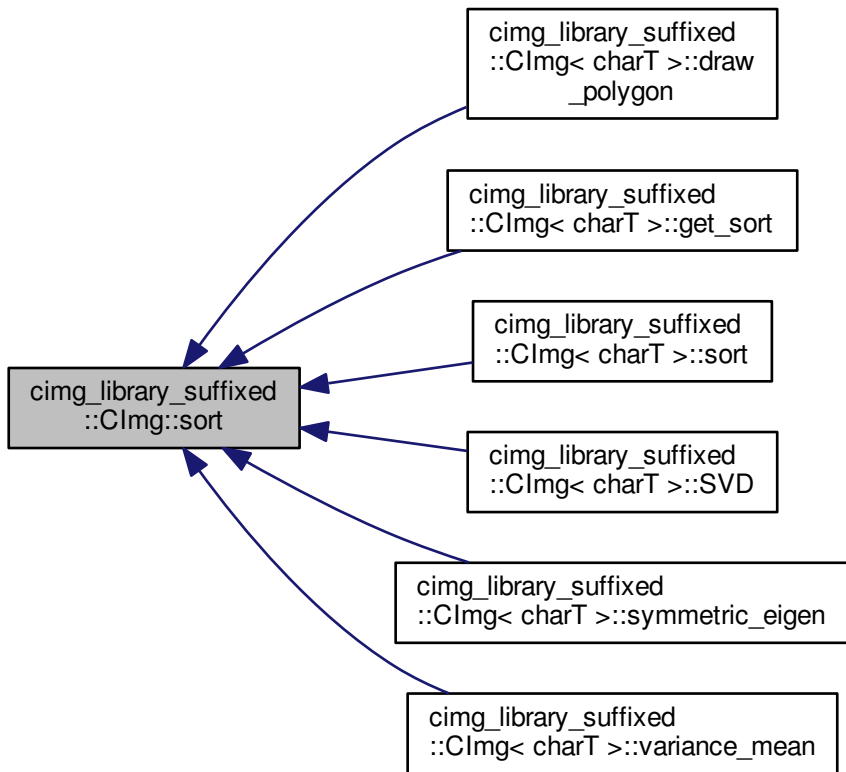 cimg_library_suffixed
::CImg< charT >::draw
_polygon
cimg_library_suffixed
::CImg< charT >::get_sort
cimg_library_suffixed
::CImg< charT >::sort
cimg_library_suffixed
::CImg::sort
cimg_library_suffixed
::CImg< charT >::SVD
cimg_library_suffixed
::CImg< charT >::symmetric_eigen
cimg_library_suffixed
::CImg< charT >::variance_mean